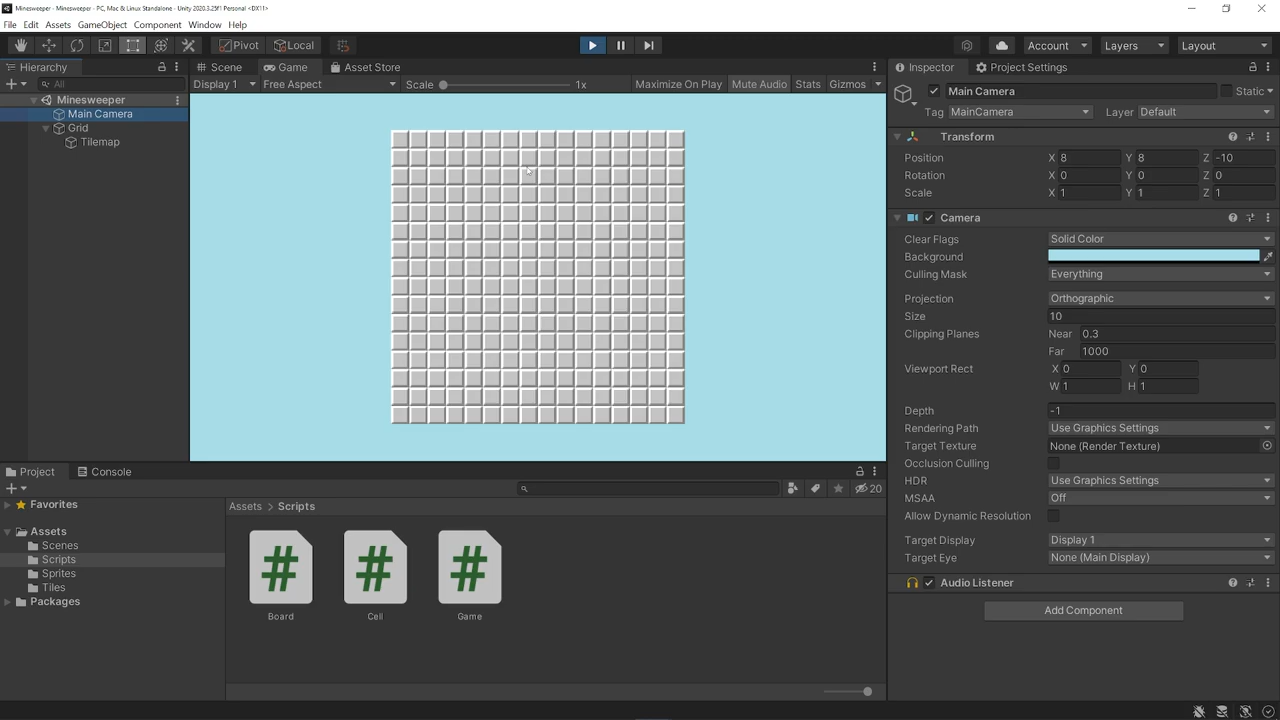 Minesweeper - Minesweeper - PC, Mac & Linux Standalone - Unity 2020.3.25f1 Personal <DX11>
File Edit Assets GameObject Component Window Help
Pivot Local Account Layers Layout
Hierarchy Scene Game Asset Store Inspector Project Settings
All Display 1 Free Aspect Scale 1x Maximize On Play Mute Audio Stats Gizmos
Minesweeper
Main Camera
Grid
Tilemap
Main Camera Static
Tag MainCamera Layer Default
Transform
Position X 8 Y 8 Z -10
Rotation X 0 Y 0 Z 0
Scale X 1 Y 1 Z 1
Camera
Clear Flags Solid Color
Background
Culling Mask Everything
Projection Orthographic
Size 10
Clipping Planes Near 0.3
Far 1000
Viewport Rect X 0 Y 0
W 1 H 1
Depth -1
Rendering Path Use Graphics Settings
Target Texture None (Render Texture)
Occlusion Culling
HDR Use Graphics Settings
MSAA Off
Allow Dynamic Resolution
Target Display Display 1
Target Eye None (Main Display)
Audio Listener
Add Component
Project Console
20
Favorites
Assets
Scenes
Scripts
Sprites
Tiles
Packages
Assets > Scripts
# # #
Board Cell Game